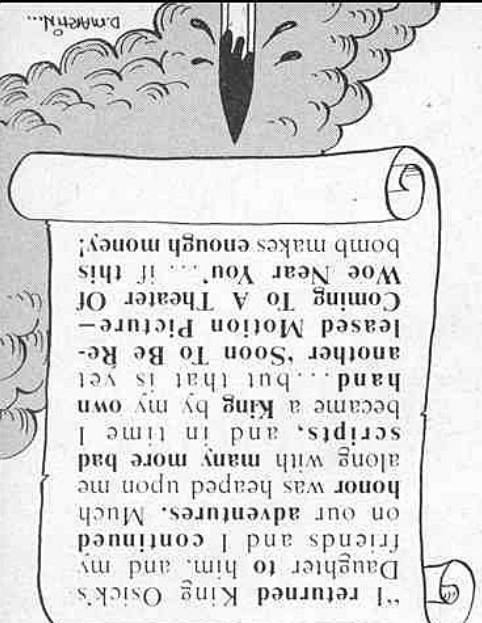 "I returned King Osick's
Daughter to him, and my
friends and I continued
on our adventures. Much
honor was heaped upon me
along with many more bad
scripts, and in time I
became a King by my own
hand ... but that is yet
another 'Soon To Be Re-
leased Motion Picture—
Coming To A Theater Of
Woe Near You' ... if this
bomb makes enough money!
D. MARTIN...